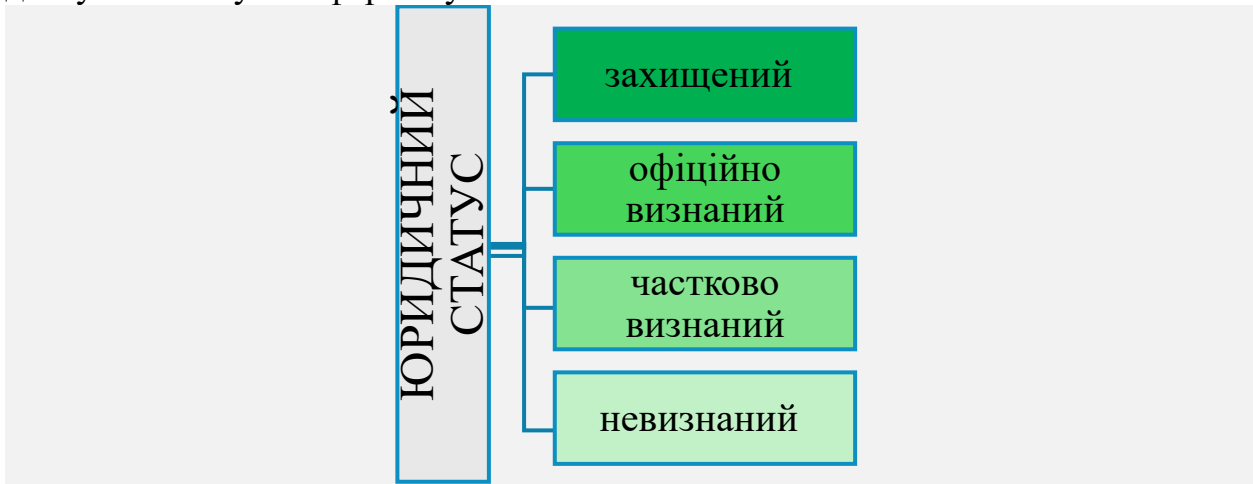 ЮРИДИЧНИЙ
СТАТУС
захищений
офіційно
визнаний
частково
визнаний
невизнаний